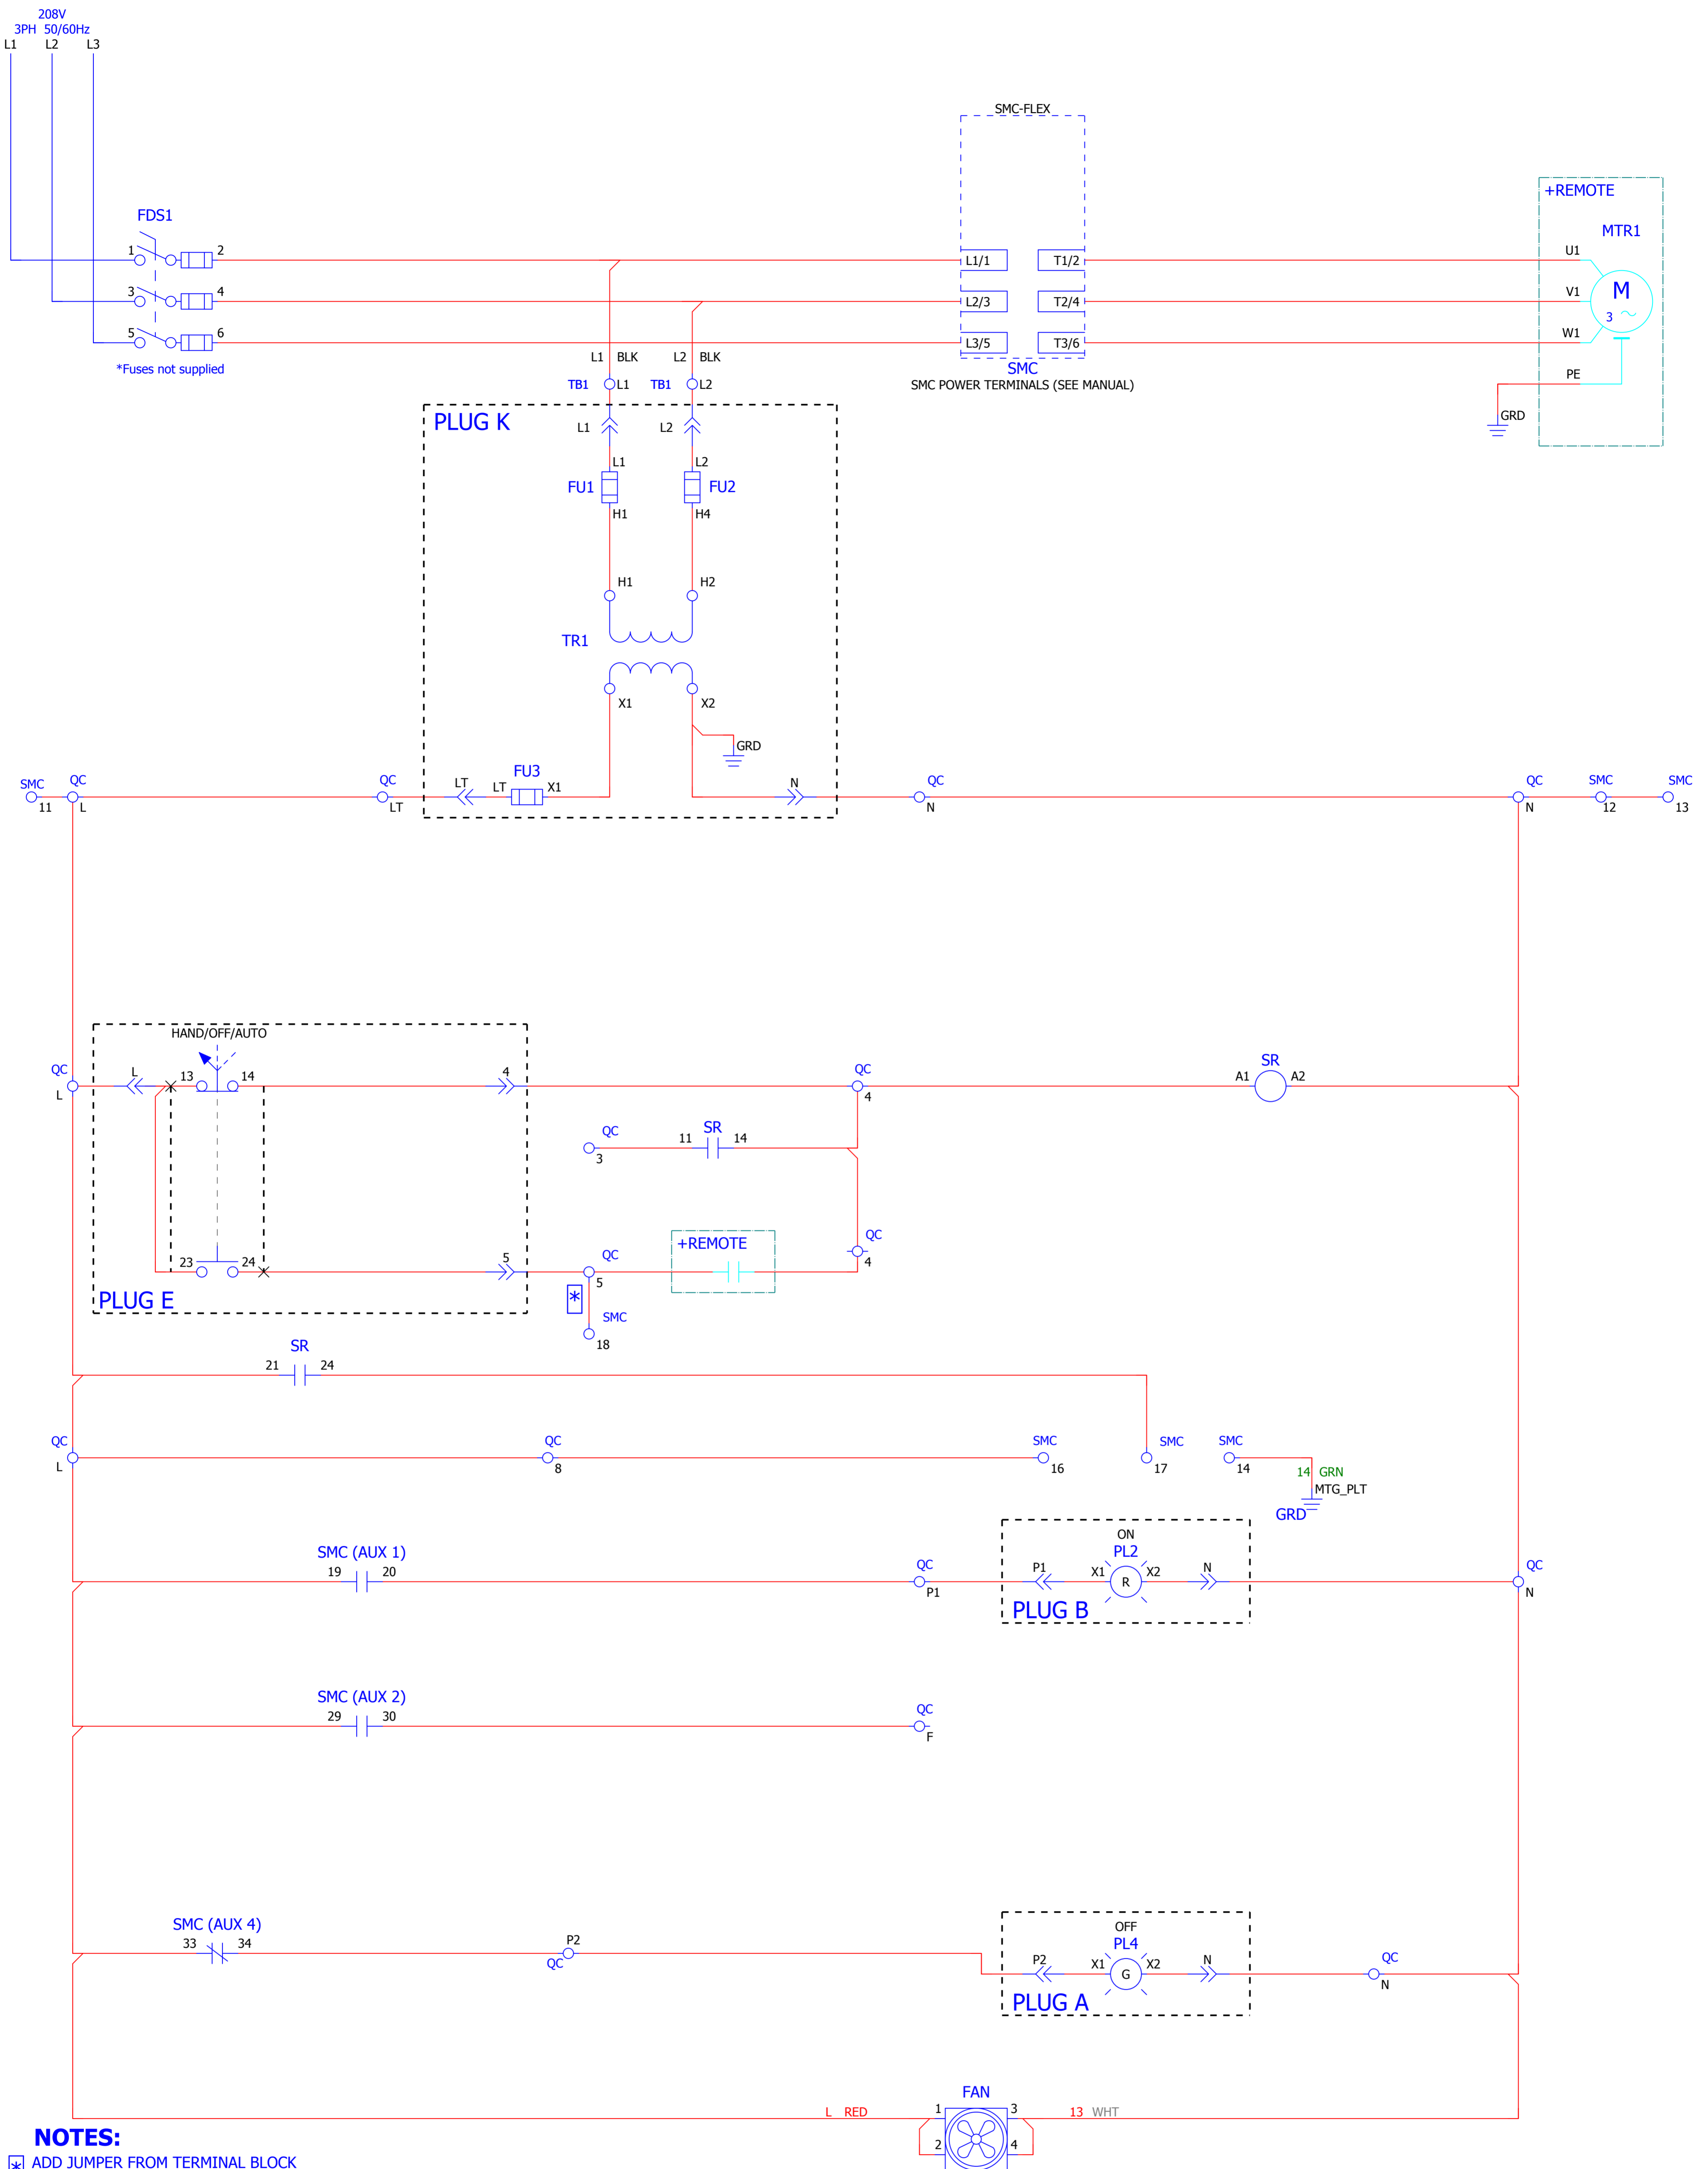 208V
3PH 50/60Hz
L1 L2 L3
SMC-FLEX
+REMOTE
FDS1
MTR1
1 2 L1/1 T1/2 U1
3 4 L2/3 T2/4 V1
M
3
5 6 L3/5 T3/6 W1
*Fuses not supplied
L1 BLK L2 BLK
SMC
SMC POWER TERMINALS (SEE MANUAL)
PE
TB1 L1 TB1 L2
GRD
PLUG K
L1 L2
L1 L2
FU1 FU2
H1 H4
H1 H2
TR1
X1 X2
GRD
SMC QC QC LT LT FU3 X1 N QC QC SMC SMC
11 L LT N N 12 13
HAND/OFF/AUTO
QC L 13 14 4 QC SR
L 4 A1 A2
QC SR
3 11 14
+REMOTE
QC
4
23 24 5 QC
5
PLUG E
*
SMC
18
SR
21 24
QC QC SMC SMC SMC
L 8 16 17 14
14 GRN
MTG_PLT
GRD
ON
SMC (AUX 1) PL2
19 20 QC P1 X1 R X2 N QC
P1 N
PLUG B
SMC (AUX 2)
29 30 QC
F
SMC (AUX 4)
33 34 P2
QC
OFF
PL4
P2 X1 G X2 N QC
N
PLUG A
FAN
L RED 1 3 13 WHT
2 4
NOTES:
* ADD JUMPER FROM TERMINAL BLOCK